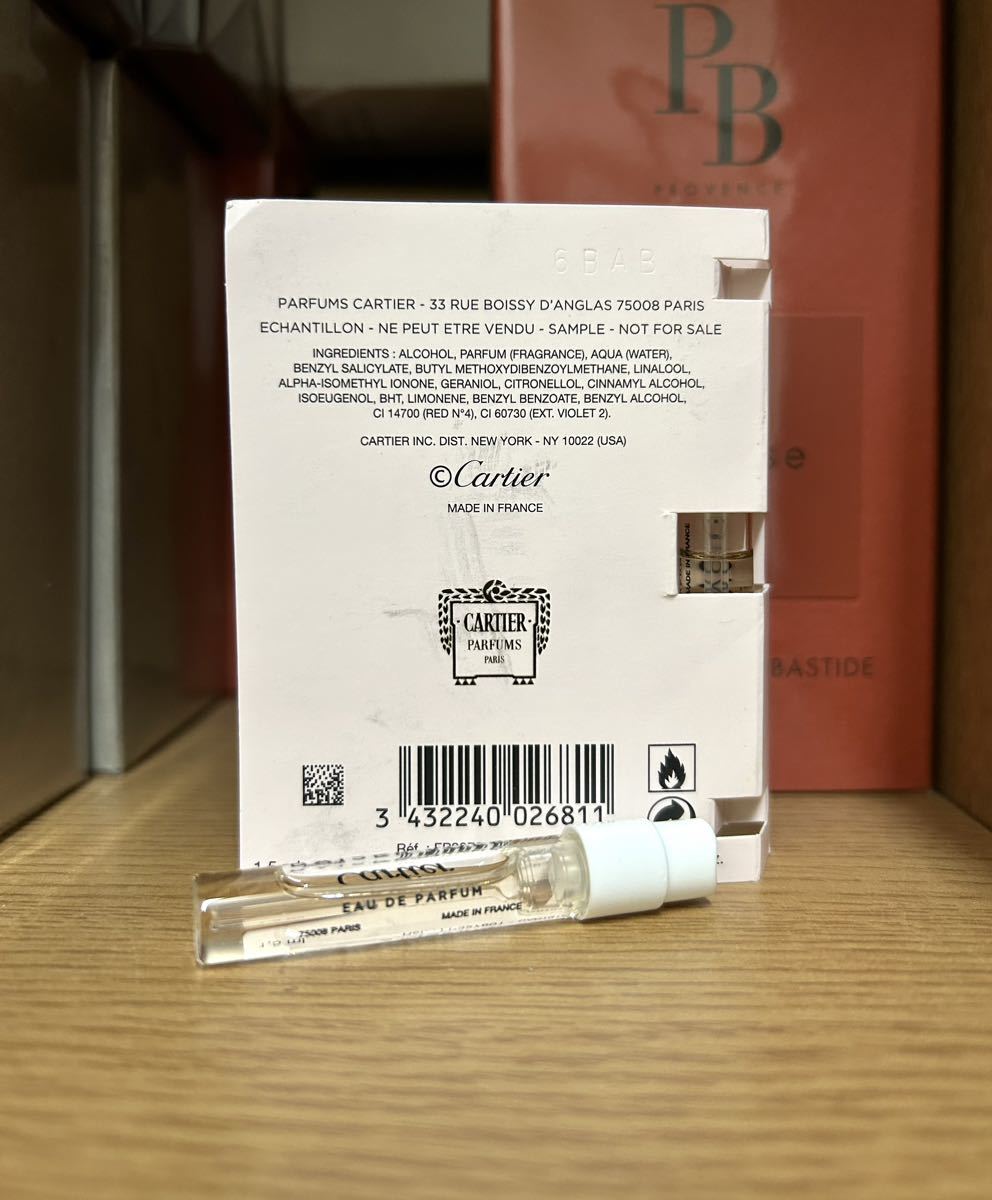 PB
PROVENCE
6BAB
PARFUMS CARTIER - 33 RUE BOISSY D'ANGLAS 75008 PARIS
ECHANTILLON - NE PEUT ETRE VENDU - SAMPLE - NOT FOR SALE
INGREDIENTS : ALCOHOL, PARFUM (FRAGRANCE), AQUA (WATER),
BENZYL SALICYLATE, BUTYL METHOXYDIBENZOYLMETHANE, LINALOOL,
ALPHA-ISOMETHYL IONONE, GERANIOL, CITRONELLOL, CINNAMYL ALCOHOL,
ISOEUGENOL, BHT, LIMONENE, BENZYL BENZOATE, BENZYL ALCOHOL,
CI 14700 (RED N°4), CI 60730 (EXT. VIOLET 2).
CARTIER INC. DIST. NEW YORK - NY 10022 (USA)
©Cartier
MADE IN FRANCE
MADE IN FRANCE
· CARTIER ·
PARFUMS
PARIS
BASTIDE
3 432240 026811
Réf. :
Cartier
EAU DE PARFUM
MADE IN FRANCE
75008 PARIS